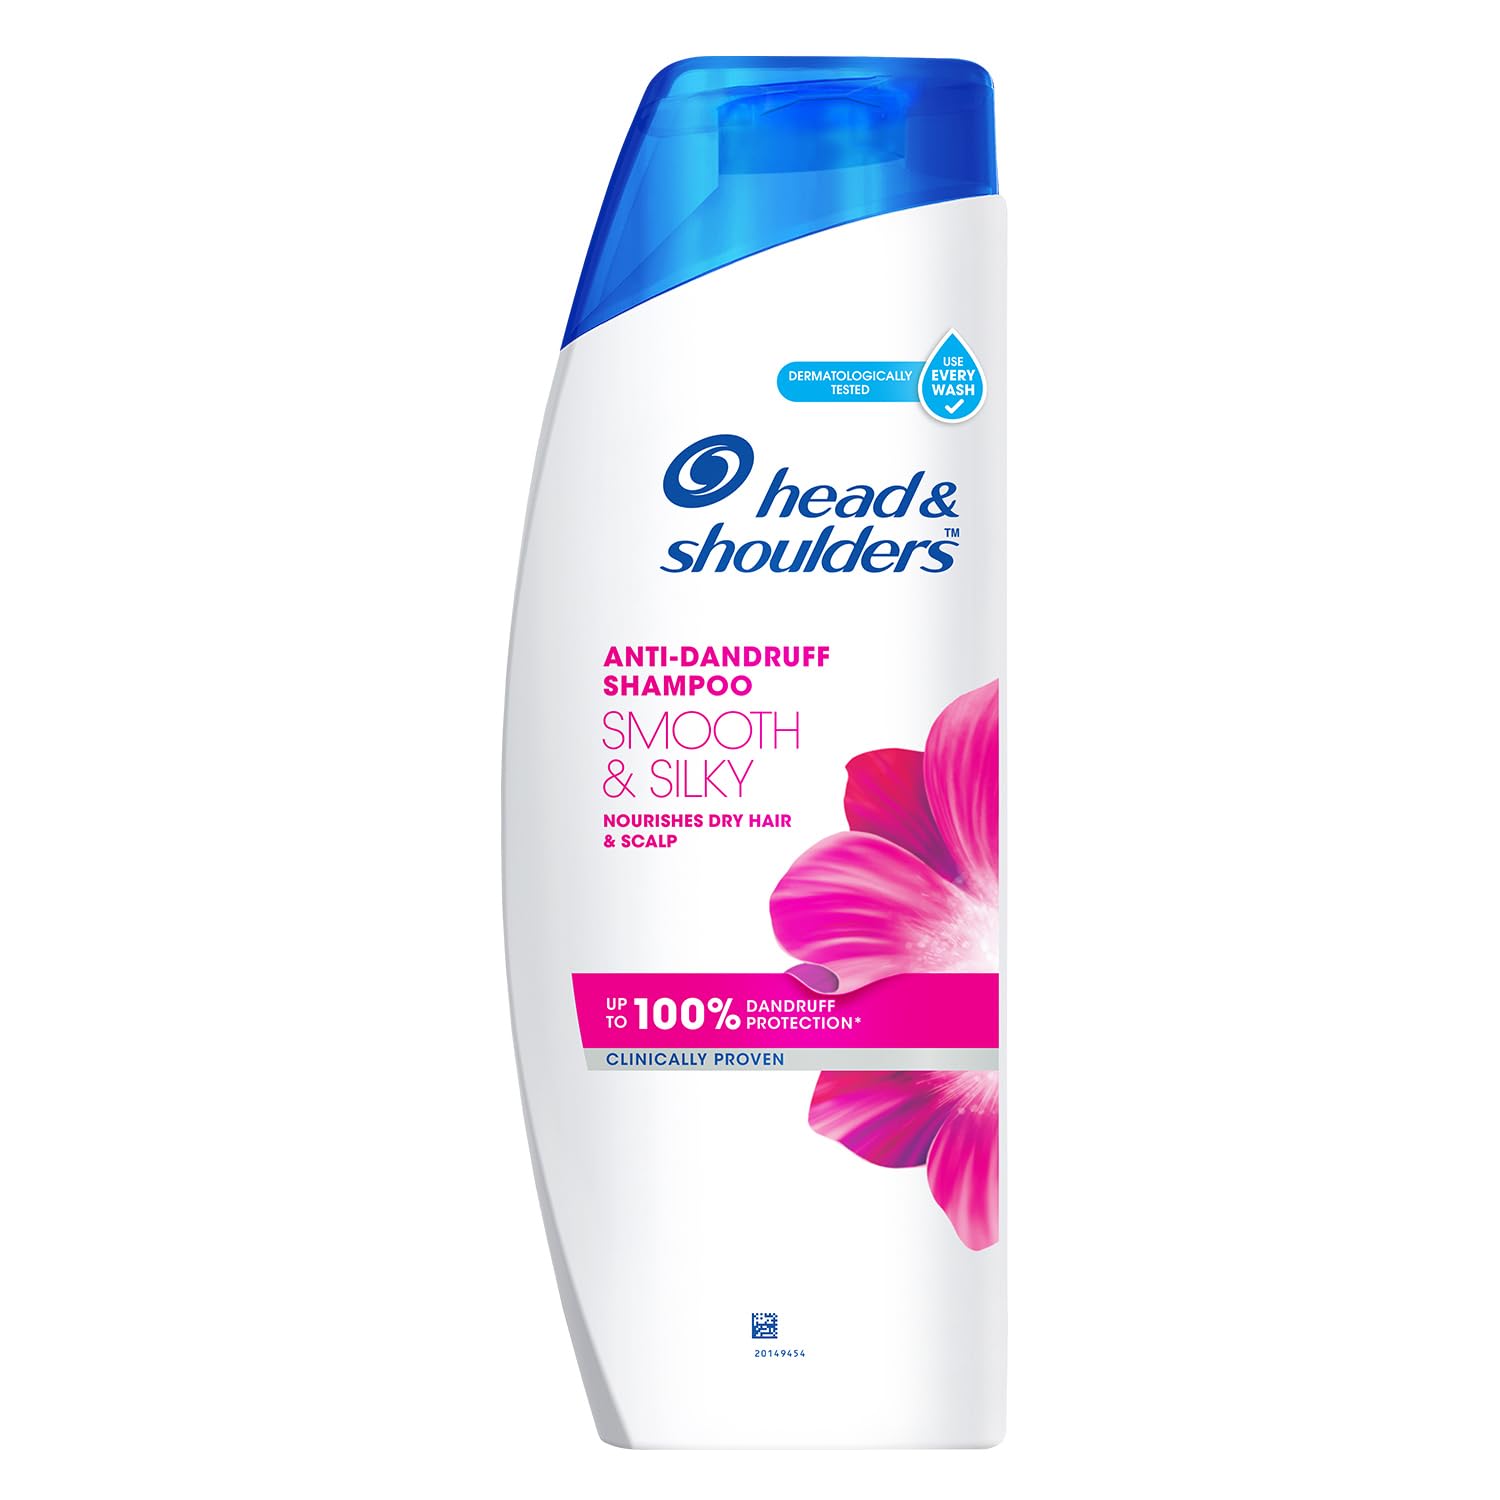 DERMATOLOGICALLY
TESTED
USE
EVERY
WASH
head &
shoulders™
ANTI-DANDRUFF
SHAMPOO
SMOOTH
& SILKY
NOURISHES DRY HAIR
& SCALP
UP TO 100% DANDRUFF
PROTECTION*
CLINICALLY PROVEN
20149454